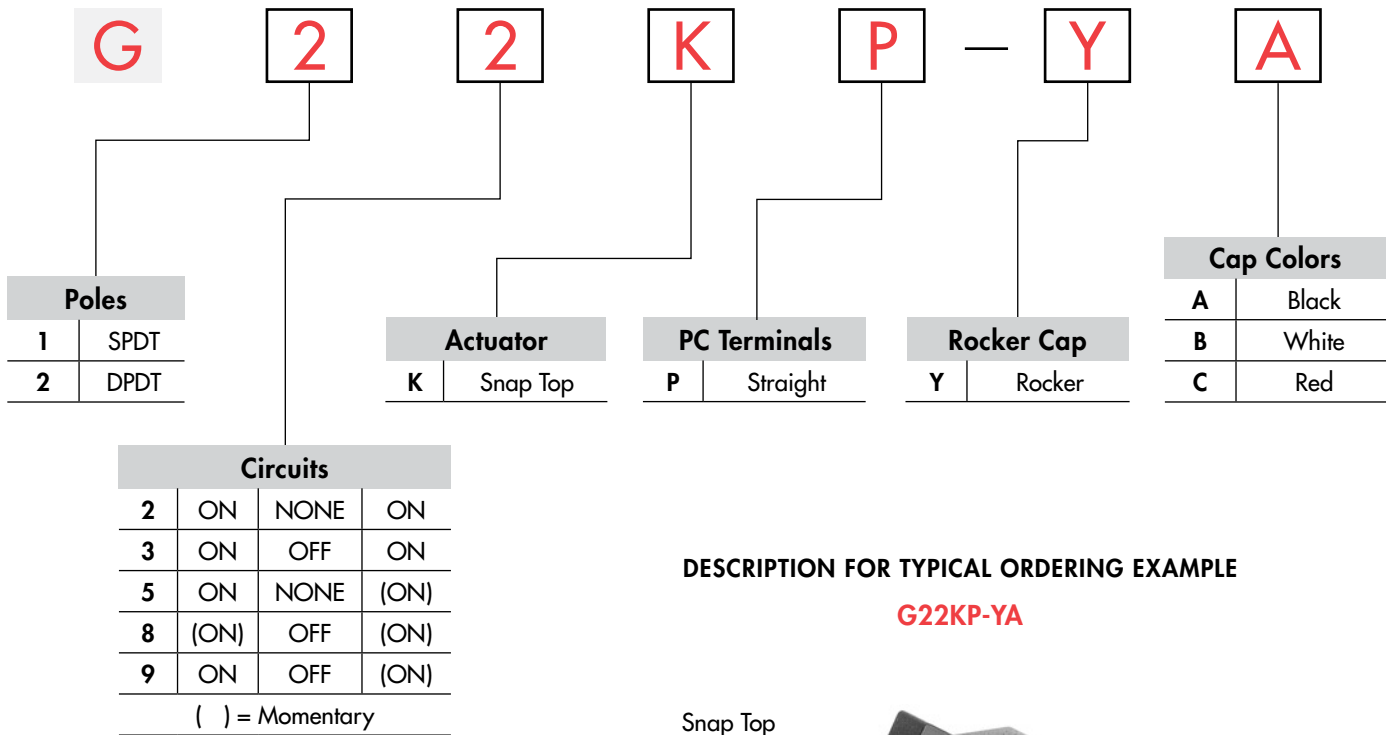 G 2 2 K P — Y A
Poles
1 SPDT
2 DPDT
Circuits
2 ON NONE ON
3 ON OFF ON
5 ON NONE (ON)
8 (ON) OFF (ON)
9 ON OFF (ON)
( ) = Momentary
Actuator
K Snap Top
PC Terminals
P Straight
Rocker Cap
Y Rocker
Cap Colors
A Black
B White
C Red
DESCRIPTION FOR TYPICAL ORDERING EXAMPLE
G22KP-YA
Snap Top